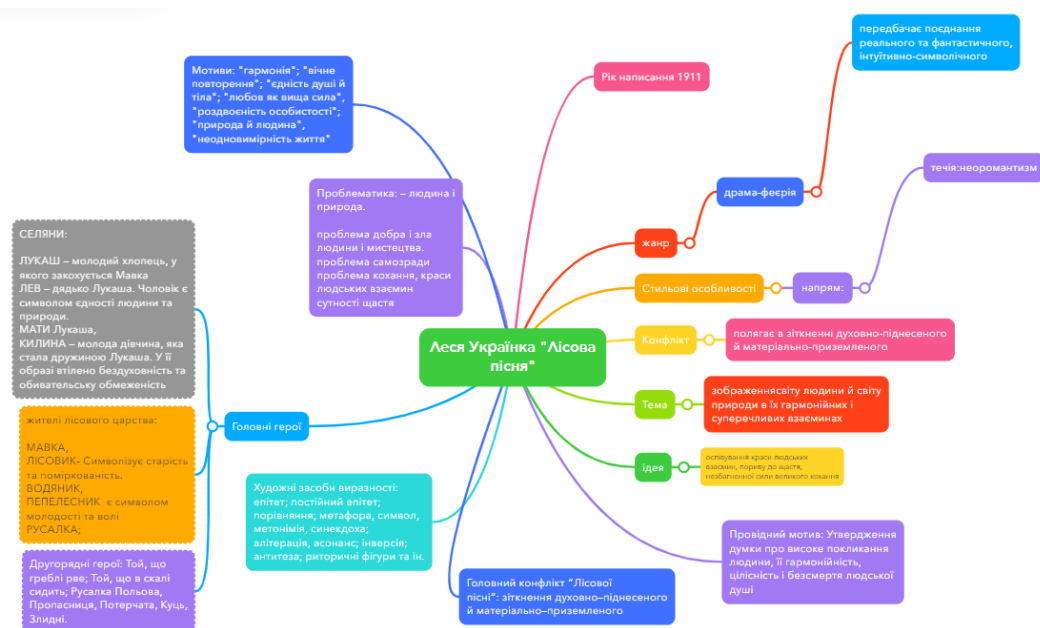 передбачає поєднання
реального та фантастичного,
інтуїтивно-символічного
Мотиви: "гармонія"; "вічне
повторення"; "єдність душі й
тіла"; "любов як вища сила",
"роздвоєність особистості";
"природа й людина",
"неодновимірність життя"
Рік написання 1911
течія:неоромантизм
драма-феєрія
Проблематика: – людина і
природа.
проблема добра і зла
людини і мистецтва.
проблема самозради
проблема кохання, краси
людських взаємин
сутності щастя
жанр
СЕЛЯНИ:
ЛУКАШ – молодий хлопець, у
якого закохується Мавка
ЛЕВ – дядько Лукаша. Чоловік є
символом єдності людини та
природи.
МАТИ Лукаша,
КИЛИНА – молода дівчина, яка
стала дружиною Лукаша. У її
образі втілено бездуховність та
обивательську обмеженість
Стильові особливості
напрям:
Леся Українка "Лісова
пісня"
Конфлікт
полягає в зіткненні духовно-піднесеного
й матеріально-приземленого
Тема
зображеннясвіту людини й світу
природи в їх гармонійних і
суперечливих взаєминах
Головні герої
жителі лісового царства:
МАВКА,
ЛІСОВИК- Символізує старість
та поміркованість.
ВОДЯНИК,
ПЕПЕЛЕСНИК є символом
молодості та волі
РУСАЛКА;
ідея
оспівування краси людських
взаємин, пориву до щастя,
незбагненної сили великого кохання
Художні засоби виразності:
епітет; постійний епітет;
порівняння; метафора, символ,
метонімія, синекдоха;
алітерація, асонанс; інверсія;
антитеза; риторичні фігури та ін.
Провідний мотив: Утвердження
думки про високе покликання
людини, її гармонійність,
цілісність і безсмертя людської
душі
Другорядні герої: Той, що
греблі рве; Той, що в скалі
сидить; Русалка Польова,
Пропасниця, Потерчата, Куць,
Злидні.
Головний конфлікт “Лісової
пісні”: зіткнення духовно–піднесеного
й матеріально–приземленого